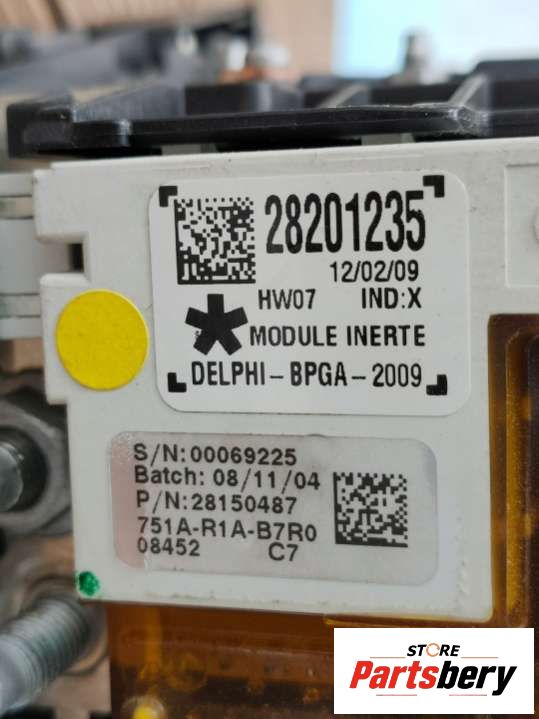 28201235
12/02/09
HW07 IND:X
MODULE INERTE
DELPHI-BPGA-2009
S/N:00069225
Batch: 08/11/04
P/N:28150487
751A-R1A-B7R0
08452 C7
STORE
Partsbery